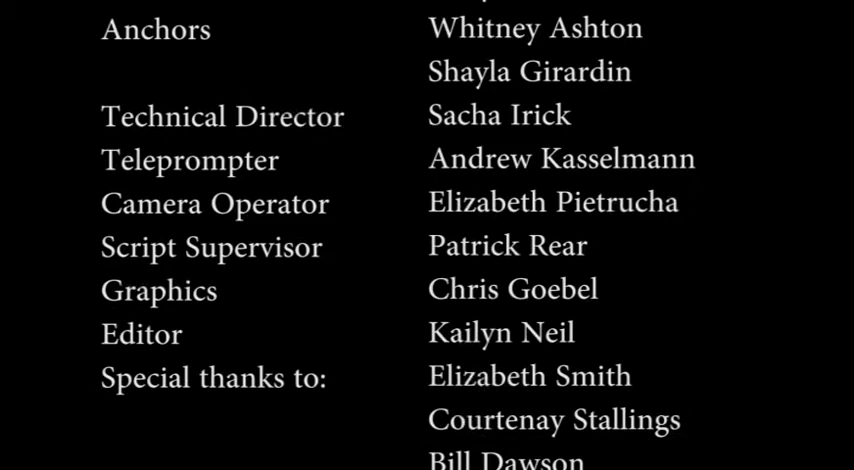 Anchors Whitney Ashton
Shayla Girardin
Technical Director Sacha Irick
Teleprompter Andrew Kasselmann
Camera Operator Elizabeth Pietrucha
Script Supervisor Patrick Rear
Graphics Chris Goebel
Editor Kailyn Neil
Special thanks to: Elizabeth Smith
Courtenay Stallings
Bill Dawson